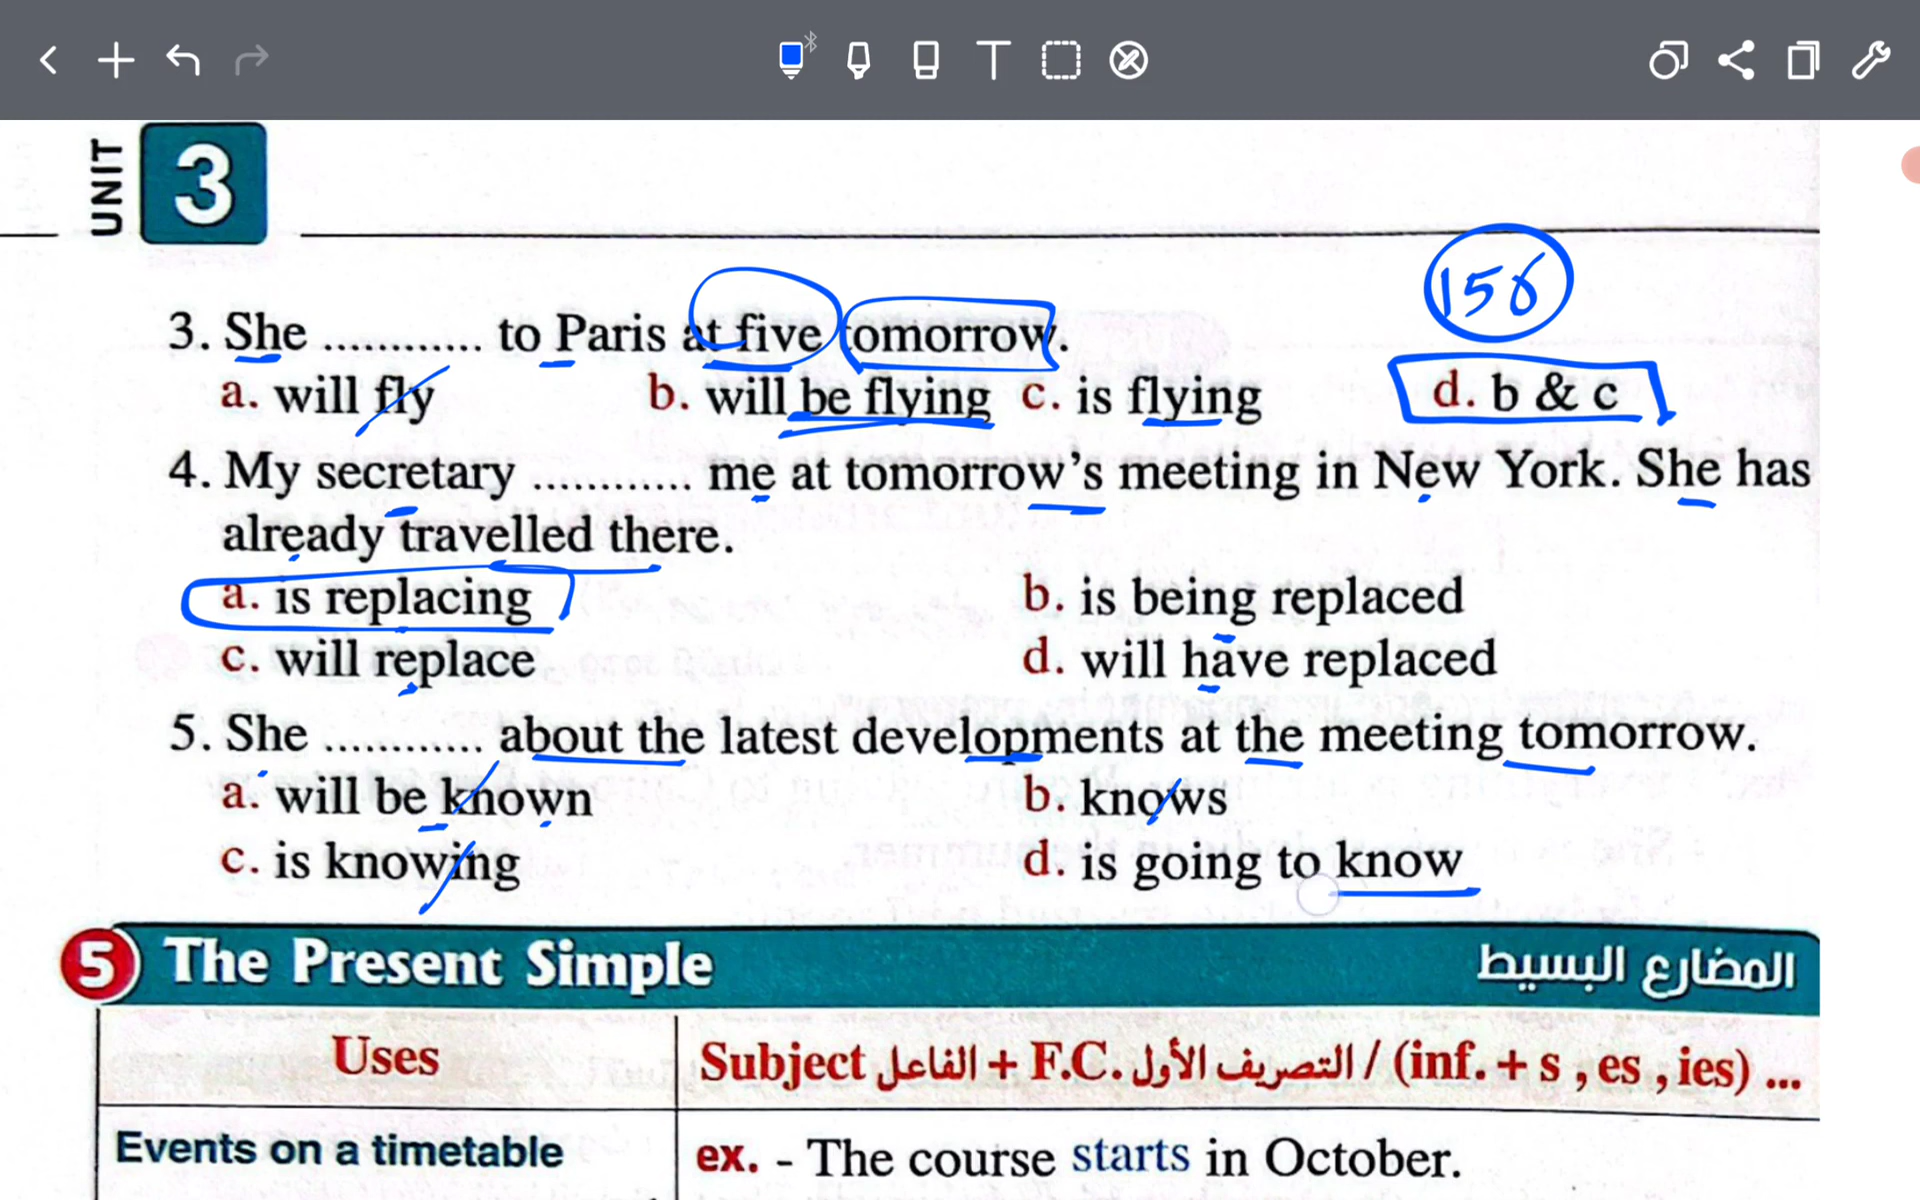 UNIT 3
156
3. She ............ to Paris at five tomorrow.
a. will fly b. will be flying c. is flying d. b & c
4. My secretary ............ me at tomorrow's meeting in New York. She has
already travelled there.
a. is replacing b. is being replaced
c. will replace d. will have replaced
5. She ............ about the latest developments at the meeting tomorrow.
a. will be known b. knows
c. is knowing d. is going to know
5 The Present Simple المضارع البسيط
Uses Subject الفاعل + F.C. التصريف الأول / (inf. + s , es , ies) ...
Events on a timetable ex. - The course starts in October.